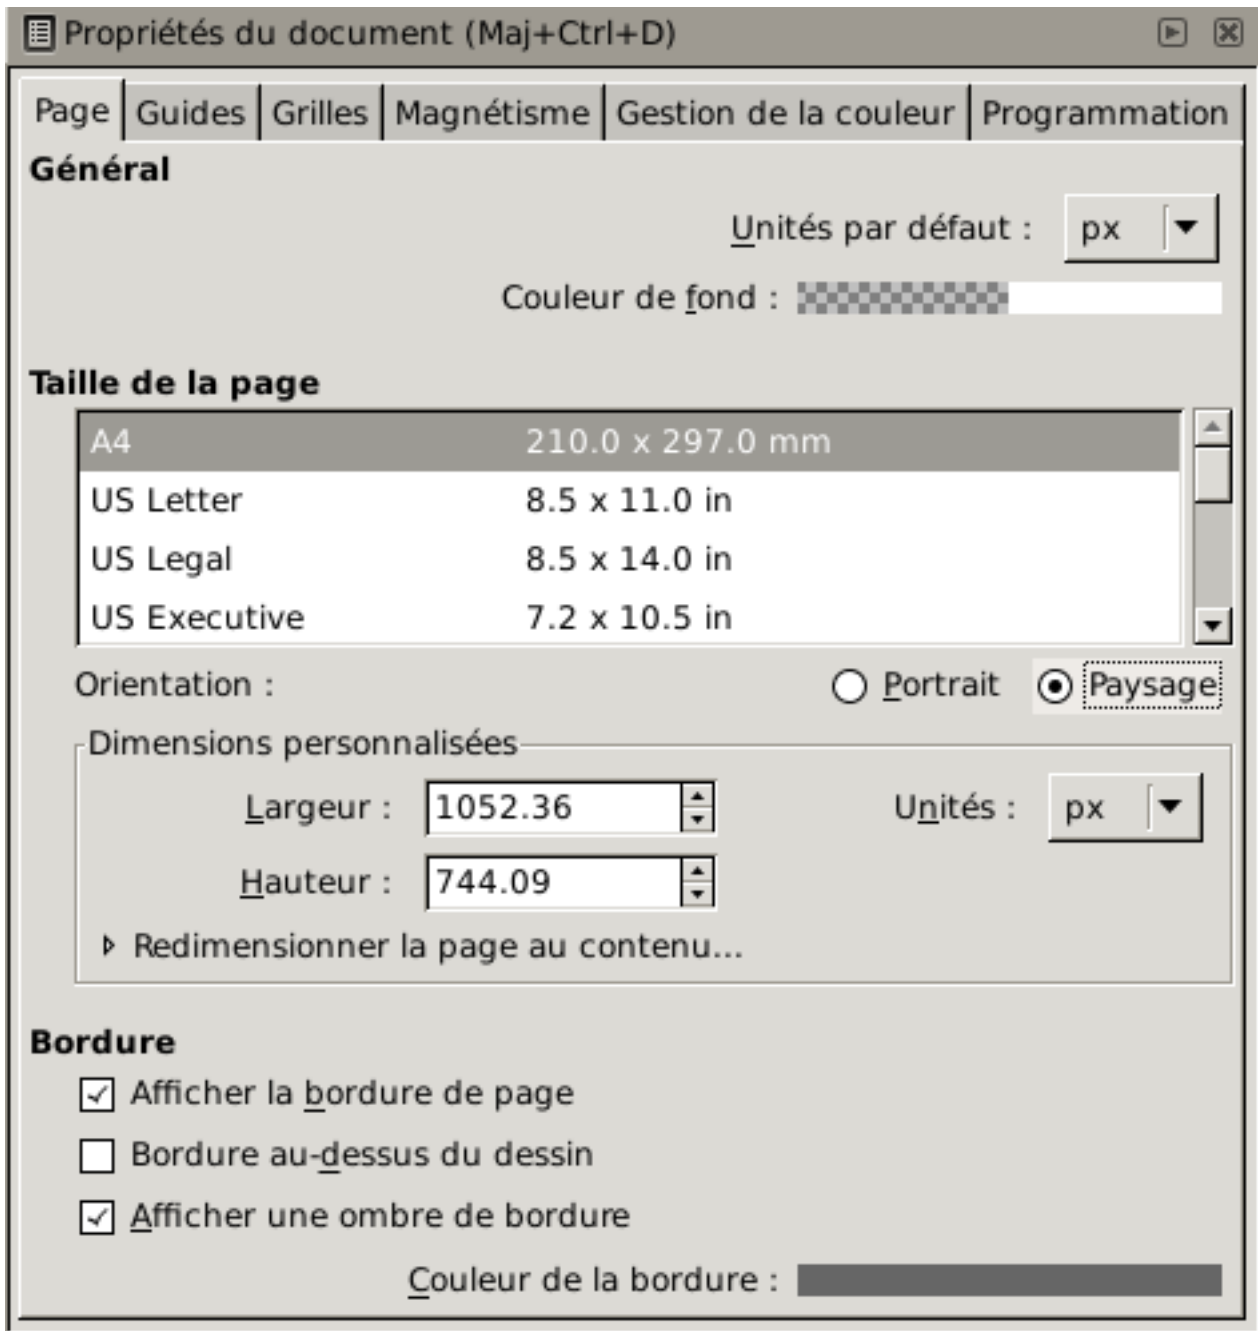 Propriétés du document (Maj+Ctrl+D)
Page Guides Grilles Magnétisme Gestion de la couleur Programmation
Général
Unités par défaut : px
Couleur de fond :
Taille de la page
A4 210.0 x 297.0 mm
US Letter 8.5 x 11.0 in
US Legal 8.5 x 14.0 in
US Executive 7.2 x 10.5 in
Orientation : Portrait Paysage
Dimensions personnalisées
Largeur : 1052.36 Unités : px
Hauteur : 744.09
Redimensionner la page au contenu...
Bordure
Afficher la bordure de page
Bordure au-dessus du dessin
Afficher une ombre de bordure
Couleur de la bordure :